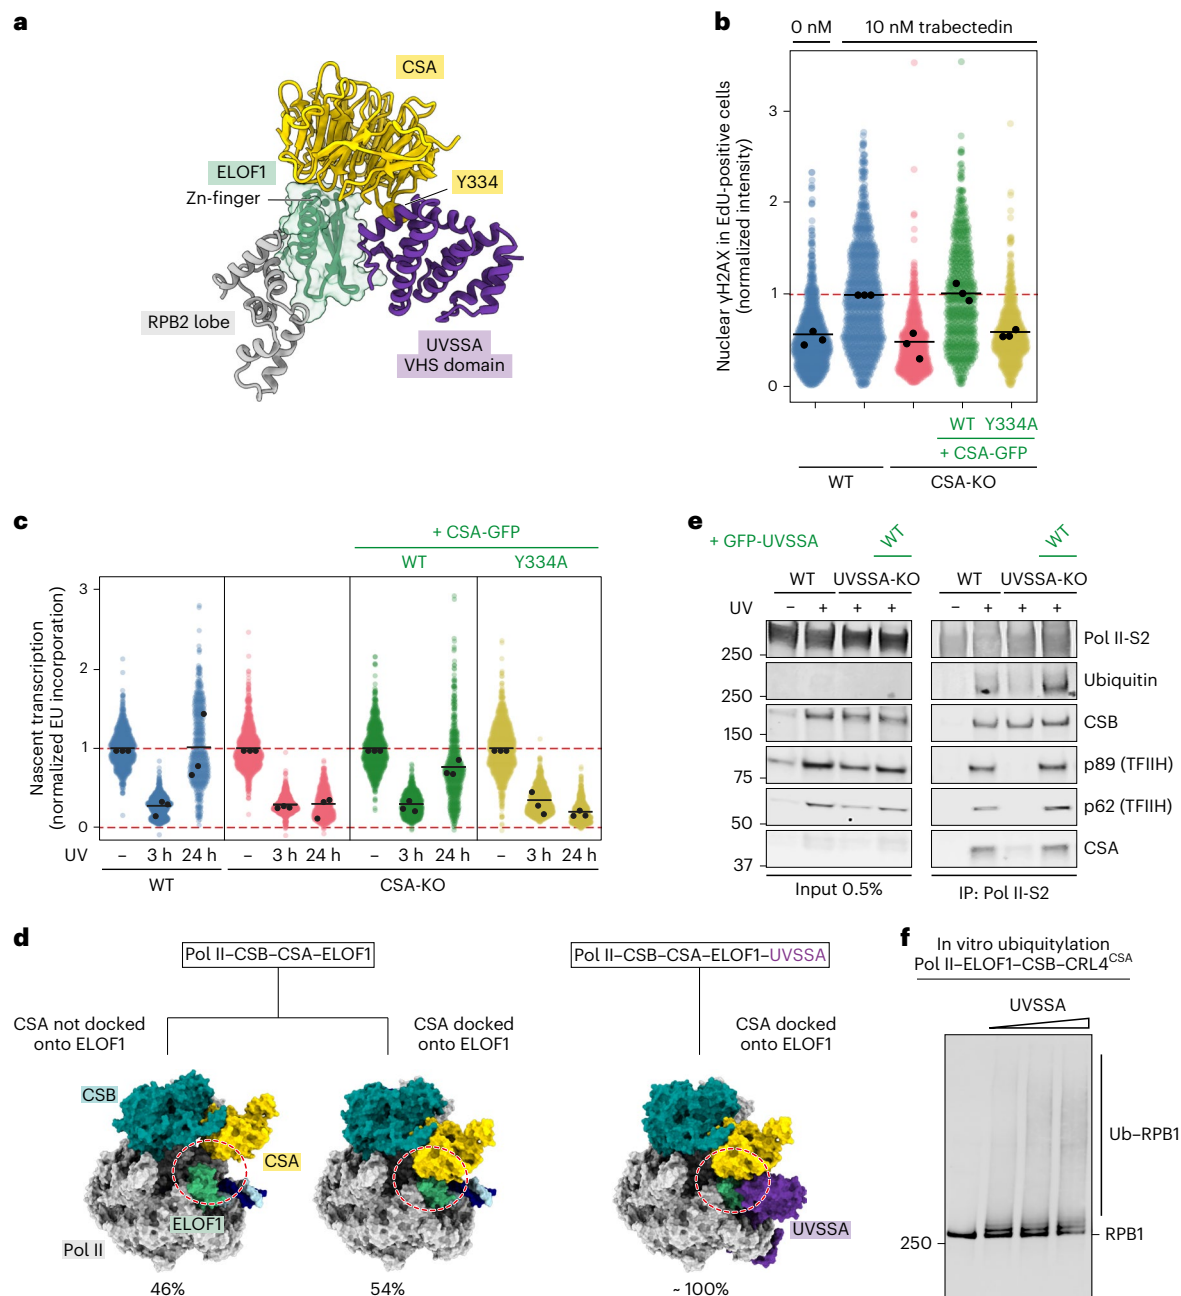 a
CSA
ELOF1
Zn-finger
Y334
RPB2 lobe
UVSSA
VHS domain
b
0 nM
10 nM trabectedin
Nuclear γH2AX in EdU-positive cells
(normalized intensity)
3
2
1
0
WT Y334A
+ CSA-GFP
WT
CSA-KO
c
+ CSA-GFP
WT
Y334A
Nascent transcription
(normalized EU incorporation)
3
2
1
0
UV – 3 h 24 h – 3 h 24 h – 3 h 24 h – 3 h 24 h
WT
CSA-KO
e
+ GFP-UVSSA
WT
WT
WT UVSSA-KO
WT UVSSA-KO
UV – + + + – + + +
250
Pol II-S2
250
Ubiquitin
150
CSB
75
p89 (TFIIH)
50
p62 (TFIIH)
37
CSA
Input 0.5%
IP: Pol II-S2
d
Pol II–CSB–CSA–ELOF1
Pol II–CSB–CSA–ELOF1–UVSSA
CSA not docked
onto ELOF1
CSA docked
onto ELOF1
CSA docked
onto ELOF1
CSB
CSA
ELOF1
Pol II
UVSSA
46%
54%
~ 100%
f
In vitro ubiquitylation
Pol II–ELOF1–CSB–CRL4CSA
UVSSA
Ub–RPB1
RPB1
250